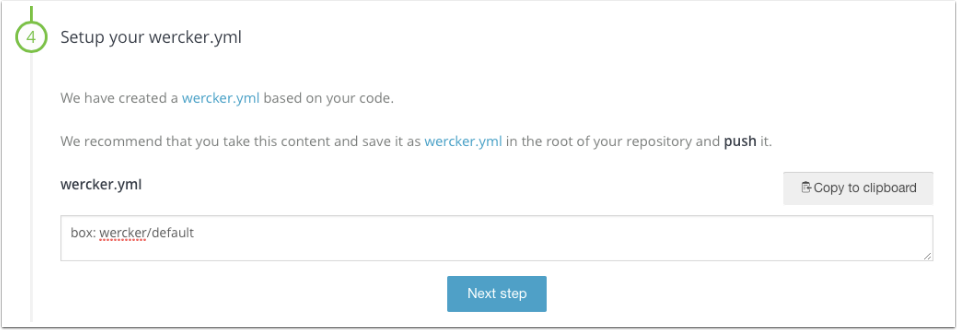 4
Setup your wercker.yml
We have created a wercker.yml based on your code.
We recommend that you take this content and save it as wercker.yml in the root of your repository and push it.
wercker.yml
Copy to clipboard
box: wercker/default
Next step